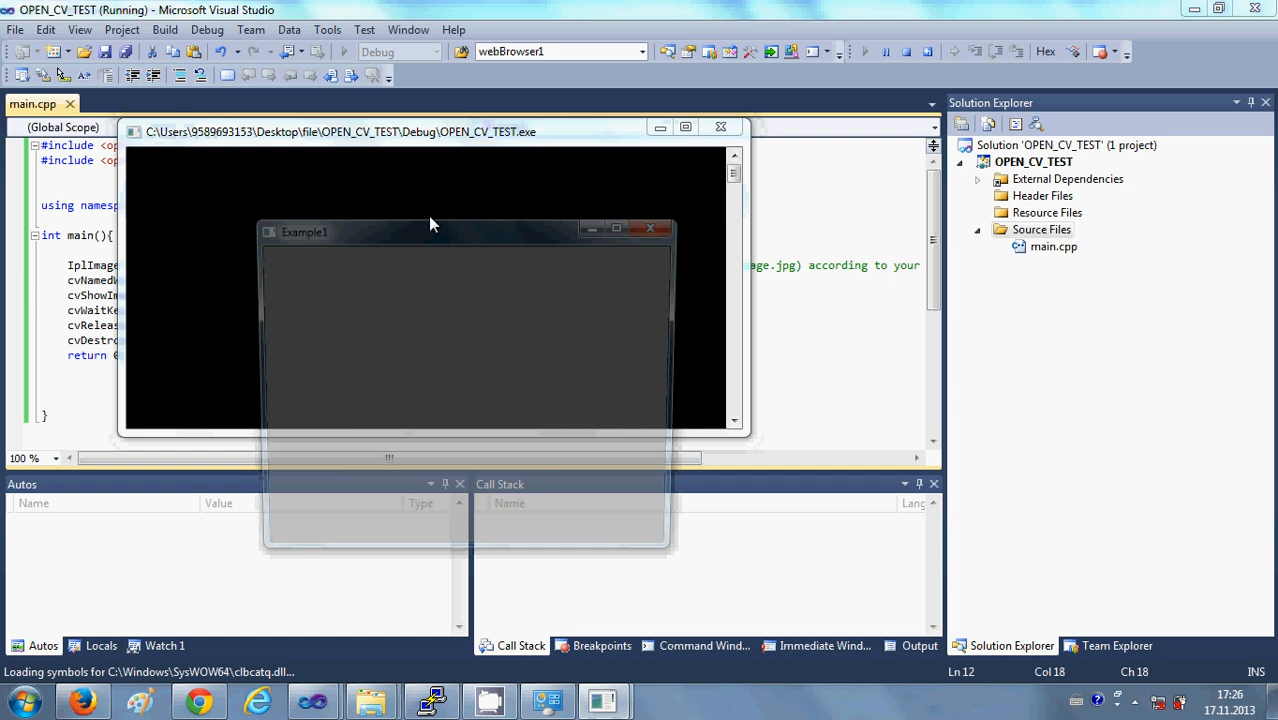 OPEN_CV_TEST (Running) - Microsoft Visual Studio
File Edit View Project Build Debug Team Data Tools Test Window Help
Debug webBrowser1 Hex
main.cpp
(Global Scope)
C:\Users\9589693153\Desktop\file\OPEN_CV_TEST\Debug\OPEN_CV_TEST.exe
#include <op
#include <op
using namesp
int main(){
IplImage age.jpg) according to your
cvNamedW
cvShowIm
cvWaitKe
cvReleas
cvDestro
return 0
}
Example1
100 %
Solution Explorer
Solution 'OPEN_CV_TEST' (1 project)
OPEN_CV_TEST
External Dependencies
Header Files
Resource Files
Source Files
main.cpp
Autos
Name Value Type
Call Stack
Name Lang
Autos Locals Watch 1
Call Stack Breakpoints Command Wind... Immediate Wind... Output
Solution Explorer Team Explorer
Loading symbols for C:\Windows\SysWOW64\clbcatq.dll...
Ln 12 Col 18 Ch 18 INS
17:26
17.11.2013